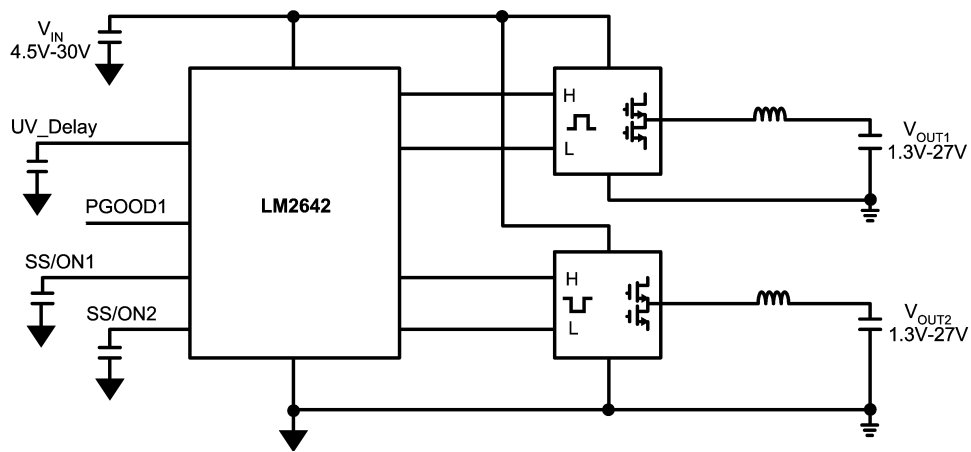 VIN
4.5V-30V
UV_Delay
PGOOD1
SS/ON1
SS/ON2
LM2642
H
L
VOUT1
1.3V-27V
H
L
VOUT2
1.3V-27V